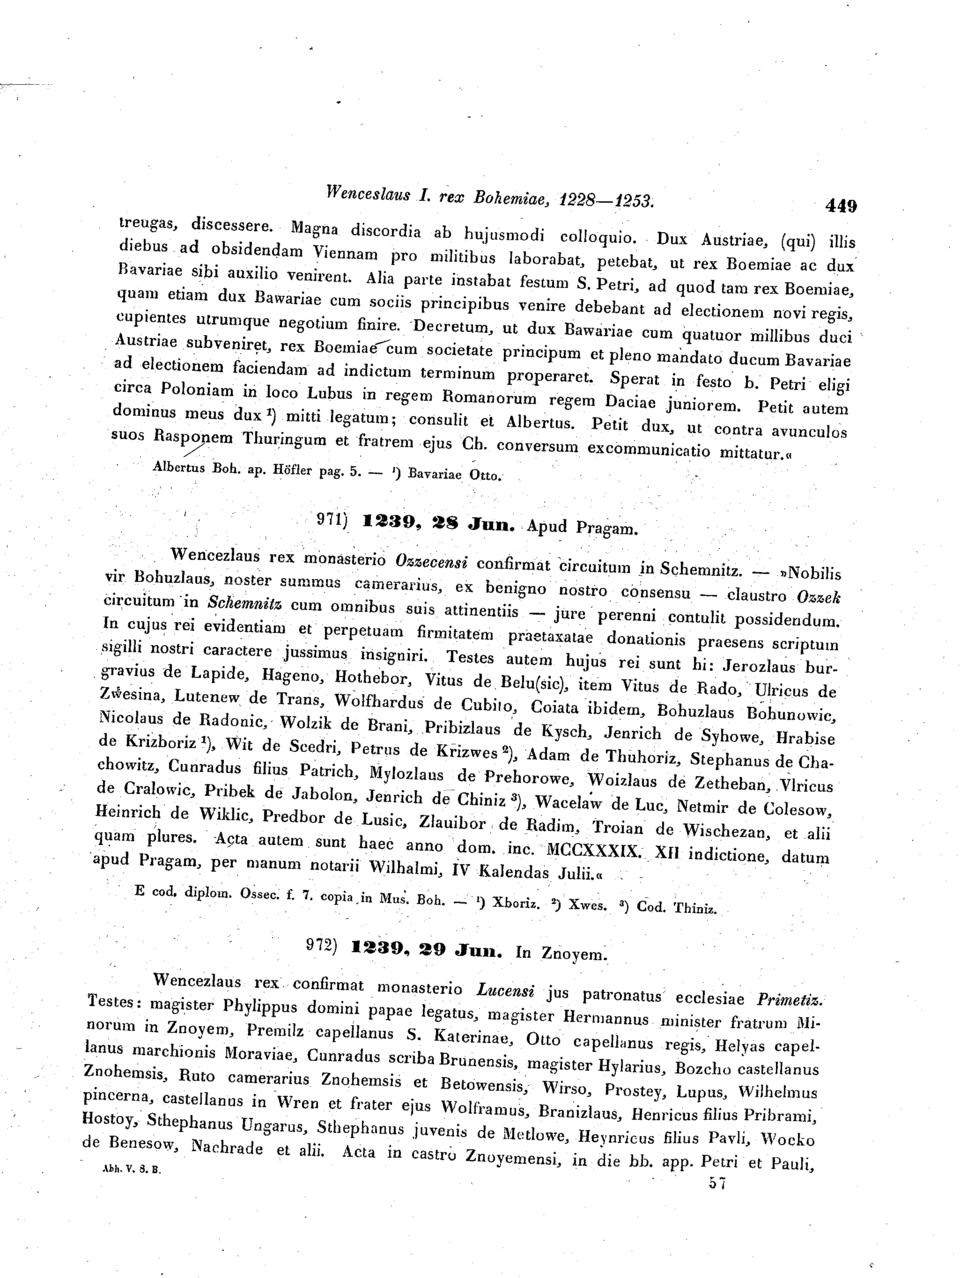 Wenceslaus I. rex Bohemiae, 1228—1253. 449
treugas, discessere. Magna discordia ab hujusmodi colloquio. Dux Austriae, (qui) illis
diebus ad obsidendam Viennam pro militibus laborabat, petebat, ut rex Boemiae ac dux
Bavariae sibi auxilio venirent. Alia parte instabat festum S. Petri, ad quod tam rex Boemiae,
quam etiam dux Bawariae cum sociis principibus venire debebant ad electionem novi regis,
cupientes utrumque negotium finire. Decretum, ut dux Bawariae cum quatuor millibus duci
Austriae subveniret, rex Boemiae cum societate principum et pleno mandato ducum Bavariae
ad electionem faciendam ad indictum terminum properaret. Sperat in festo b. Petri eligi
circa Poloniam in loco Lubus in regem Romanorum regem Daciae juniorem. Petit autem
dominus meus dux ¹) mitti legatum; consulit et Albertus. Petit dux, ut contra avunculos
suos Rasponem Thuringum et fratrem ejus Ch. conversum excommunicatio mittatur.«
Albertus Boh. ap. Höfler pag. 5. — ¹) Bavariae Otto.
971) 1239, 28 Jun. Apud Pragam.
Wencezlaus rex monasterio Ozzecensi confirmat circuitum in Schemnitz. — »Nobilis
vir Bohuzlaus, noster summus camerarius, ex benigno nostro consensu — claustro Ozzek
circuitum in Schemnitz cum omnibus suis attinentiis — jure perenni contulit possidendum.
In cujus rei evidentiam et perpetuam firmitatem praetaxatae donationis praesens scriptum
sigilli nostri caractere jussimus insigniri. Testes autem hujus rei sunt hi: Jerozlaus bur-
gravius de Lapide, Hageno, Hothebor, Vitus de Belu(sic), item Vitus de Rado, Ulricus de
Zwesina, Lutenew de Trans, Wolfhardus de Cubito, Coiata ibidem, Bohuzlaus Bohunowic,
Nicolaus de Radonic, Wolzik de Brani, Pribizlaus de Kysch, Jenrich de Syhowe, Hrabise
de Krizboriz ¹), Wit de Scedri, Petrus de Krizwes ²), Adam de Thuhoriz, Stephanus de Cha-
chowitz, Cunradus filius Patrich, Mylozlaus de Prehorowe, Woizlaus de Zetheban, Vlricus
de Cralowic, Pribek de Jabolon, Jenrich de Chiniz ³), Wacelaw de Luc, Netmir de Colesow,
Heinrich de Wiklic, Predbor de Lusic, Zlauibor de Radim, Troian de Wischezan, et alii
quam plures. Acta autem sunt haec anno dom. inc. MCCXXXIX. XII indictione, datum
apud Pragam, per manum notarii Wilhalmi, IV Kalendas Julii.«
E cod. diplom. Ossec. f. 7. copia in Mus. Boh. — ¹) Xboriz. ²) Xwes. ³) Cod. Thiniz.
972) 1239, 29 Jun. In Znoyem.
Wencezlaus rex confirmat monasterio Lucensi jus patronatus ecclesiae Primetiz.
Testes: magister Phylippus domini papae legatus, magister Hermannus minister fratrum Mi-
norum in Znoyem, Premilz capellanus S. Katerinae, Otto capellanus regis, Helyas capel-
lanus marchionis Moraviae, Cunradus scriba Brunensis, magister Hylarius, Bozcho castellanus
Znohemsis, Ruto camerarius Znohemsis et Betowensis, Wirso, Prostey, Lupus, Wilhelmus
pincerna, castellanus in Wren et frater ejus Wolframus, Branizlaus, Henricus filius Pribrami,
Hostoy, Sthephanus Ungarus, Sthephanus juvenis de Metlowe, Heynricus filius Pavli, Wocko
de Benesow, Nachrade et alii. Acta in castro Znoyemensi, in die bb. app. Petri et Pauli,
Abh. V. 8. B. 57